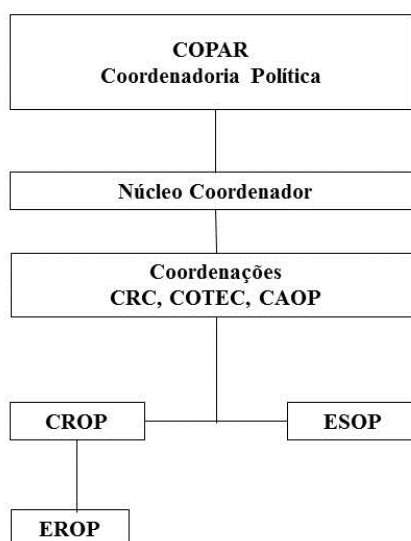 COPAR
Coordenadoria Política
Núcleo Coordenador
Coordenações
CRC, COTEC, CAOP
CROP
ESOP
EROP